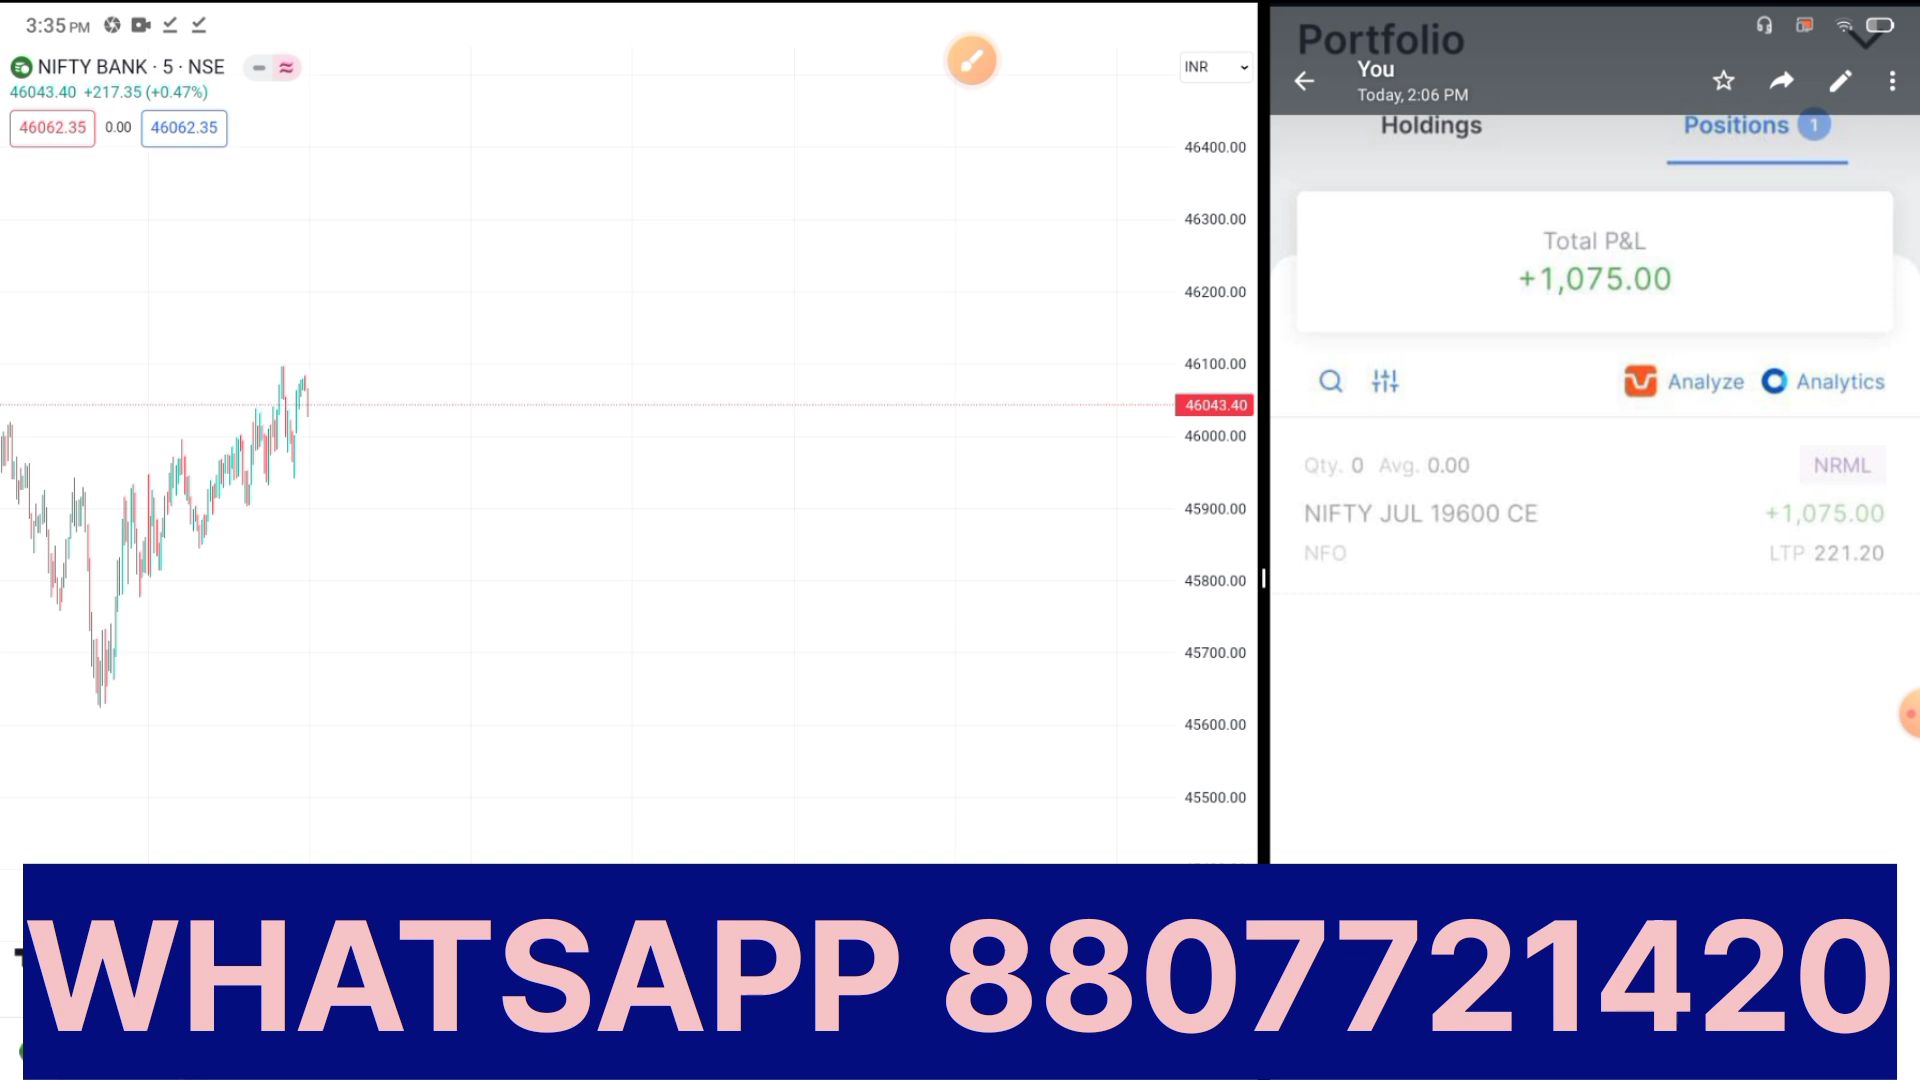 3:35 PM
NIFTY BANK · 5 · NSE
46043.40 +217.35 (+0.47%)
46062.35 0.00 46062.35
INR
46400.00
46300.00
46200.00
46100.00
46043.40
46000.00
45900.00
45800.00
45700.00
45600.00
45500.00
Portfolio
You
Today, 2:06 PM
Holdings
Positions 1
Total P&L
+1,075.00
Analyze Analytics
Qty. 0 Avg. 0.00 NRML
NIFTY JUL 19600 CE +1,075.00
NFO LTP 221.20
WHATSAPP 8807721420